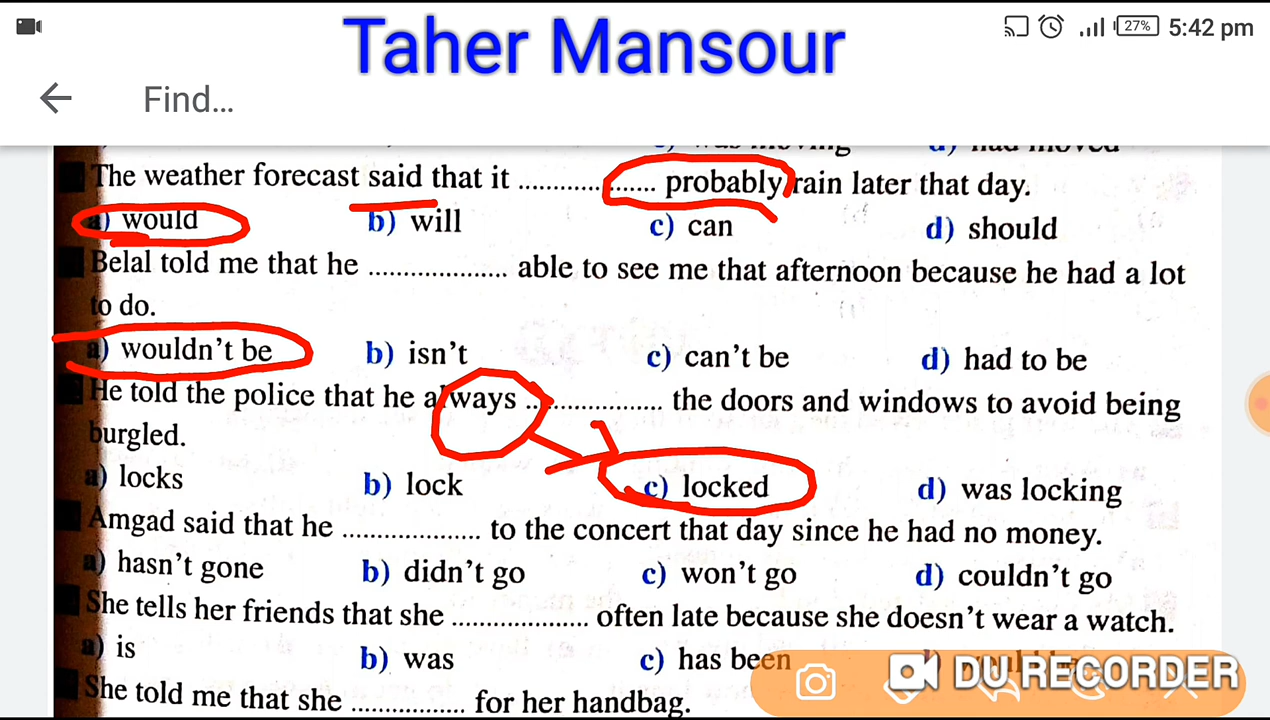 Taher Mansour
27% 5:42 pm
Find...
The weather forecast said that it .................... probably rain later that day.
a) would b) will c) can d) should
Belal told me that he .................... able to see me that afternoon because he had a lot
to do.
a) wouldn't be b) isn't c) can't be d) had to be
He told the police that he always .................... the doors and windows to avoid being
burgled.
a) locks b) lock c) locked d) was locking
Amgad said that he .................... to the concert that day since he had no money.
a) hasn't gone b) didn't go c) won't go d) couldn't go
She tells her friends that she .................... often late because she doesn't wear a watch.
a) is b) was c) has been
DU RECORDER
She told me that she .................... for her handbag.